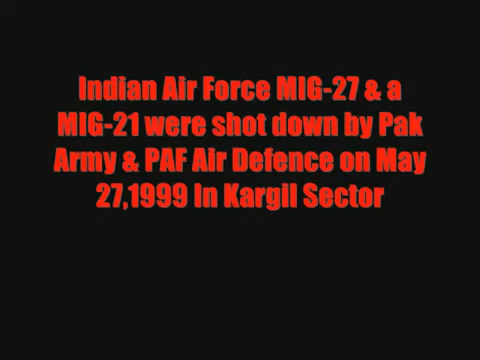 Indian Air Force MIG-27 & a
MIG-21 were shot down by Pak
Army & PAF Air Defence on May
27,1999 In Kargil Sector